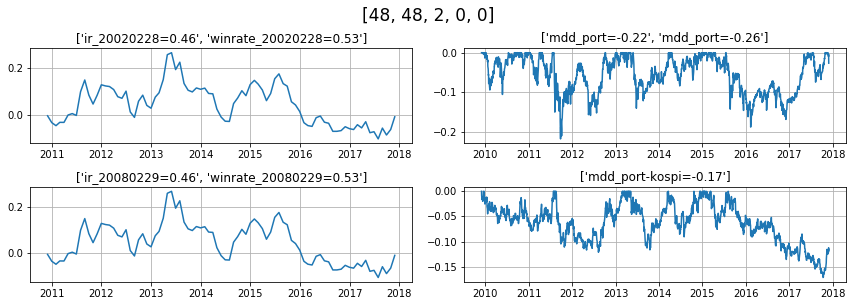 [48, 48, 2, 0, 0]
['ir_20020228=0.46', 'winrate_20020228=0.53']
0.2
0.0
2011 2012 2013 2014 2015 2016 2017 2018
['mdd_port=-0.22', 'mdd_port=-0.26']
0.0
−0.1
−0.2
2010 2011 2012 2013 2014 2015 2016 2017 2018
['ir_20080229=0.46', 'winrate_20080229=0.53']
0.2
0.0
2011 2012 2013 2014 2015 2016 2017 2018
['mdd_port-kospi=-0.17']
0.00
−0.05
−0.10
−0.15
2010 2011 2012 2013 2014 2015 2016 2017 2018